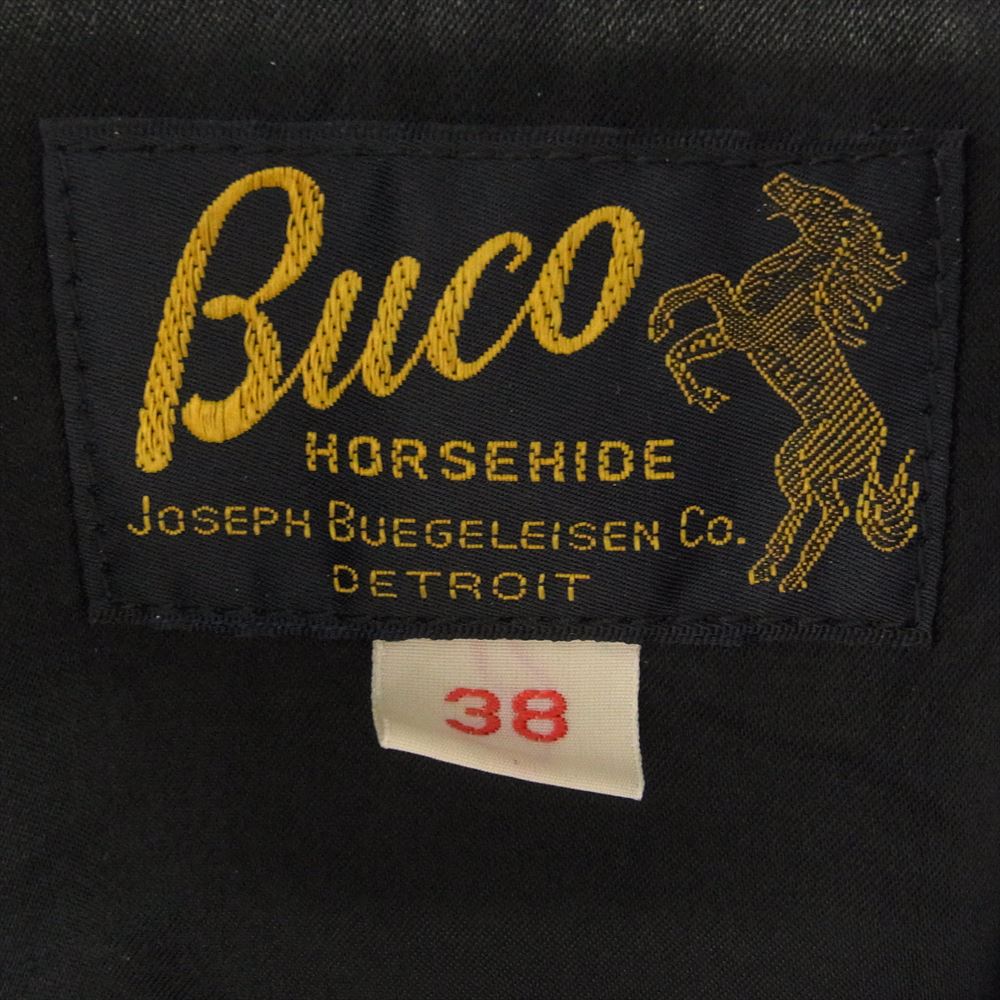 Buco
HORSEHIDE
JOSEPH BUEGELEISEN CO.
DETROIT
38